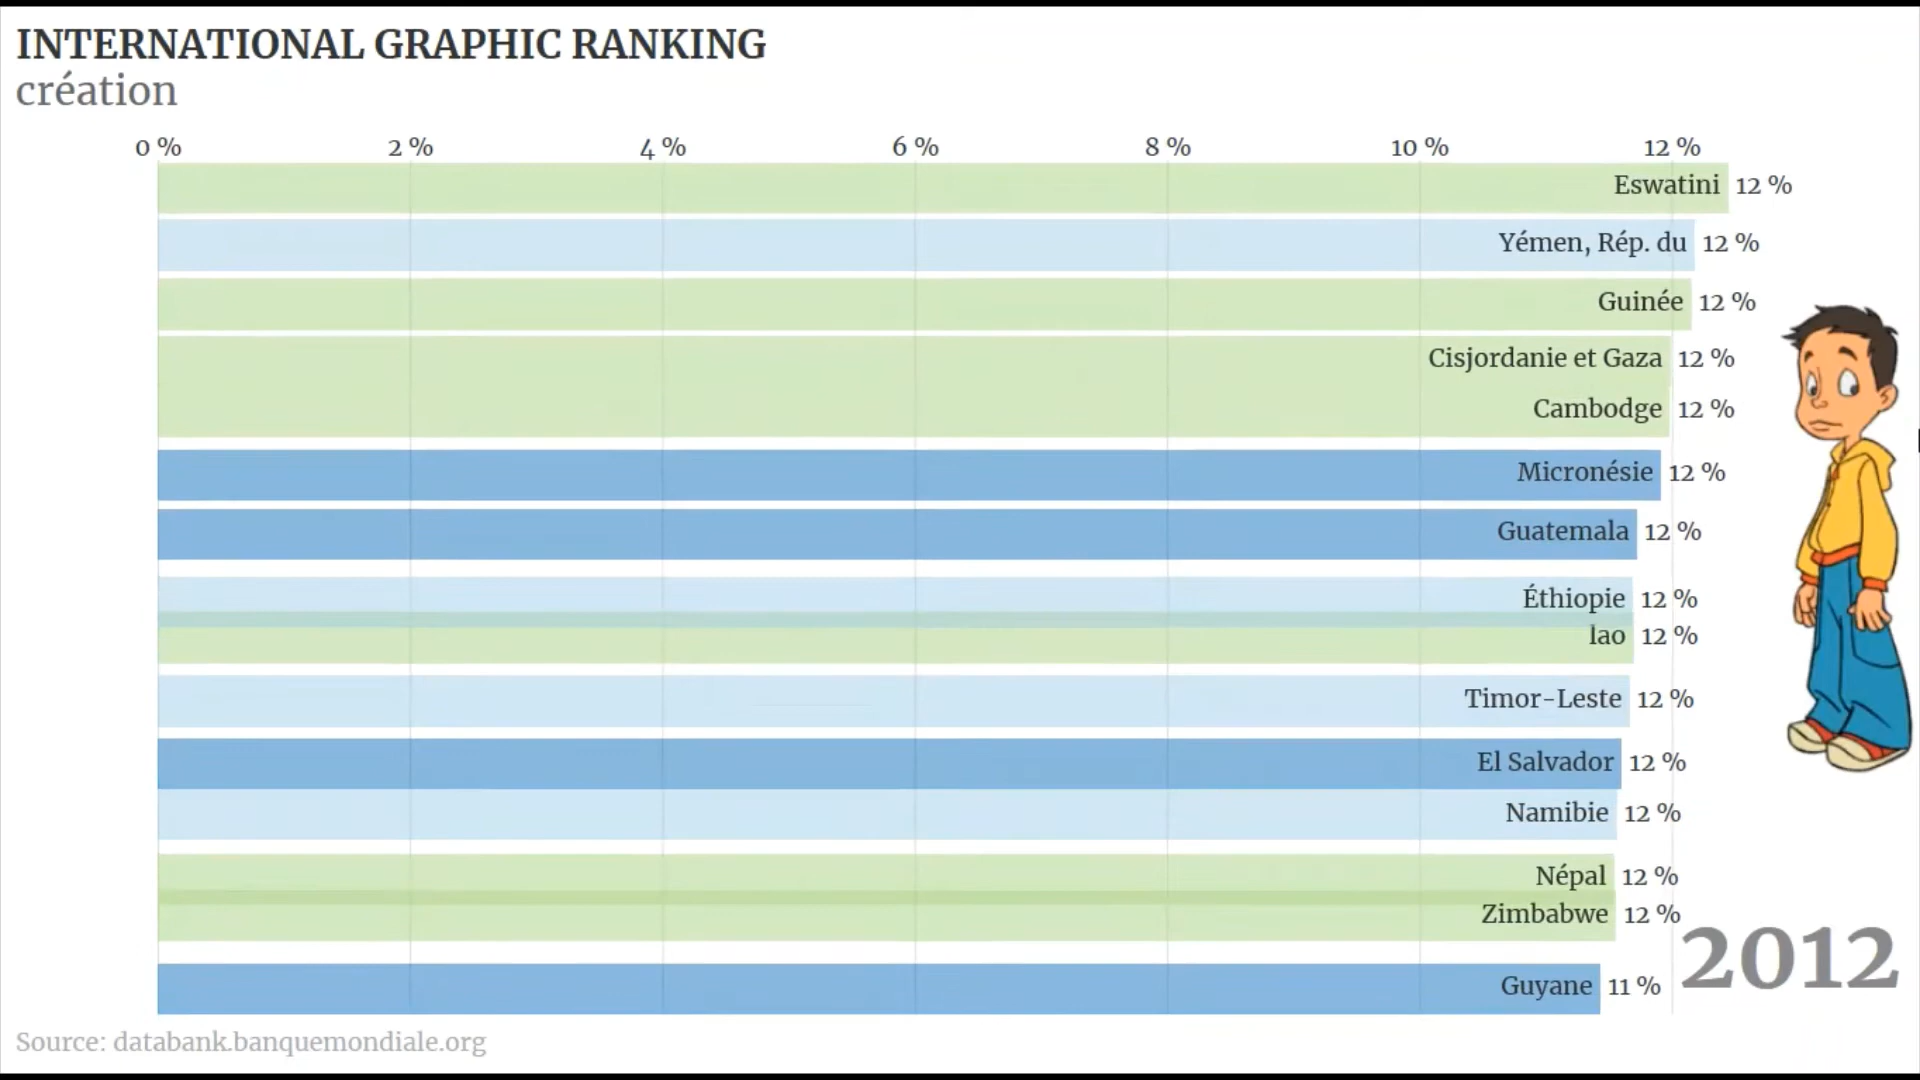 INTERNATIONAL GRAPHIC RANKING
création
0 % 2 % 4 % 6 % 8 % 10 % 12 %
Eswatini 12 %
Yémen, Rép. du 12 %
Guinée 12 %
Cisjordanie et Gaza 12 %
Cambodge 12 %
Micronésie 12 %
Guatemala 12 %
Éthiopie 12 %
lao 12 %
Timor-Leste 12 %
El Salvador 12 %
Namibie 12 %
Népal 12 %
Zimbabwe 12 %
2012
Guyane 11 %
Source: databank.banquemondiale.org